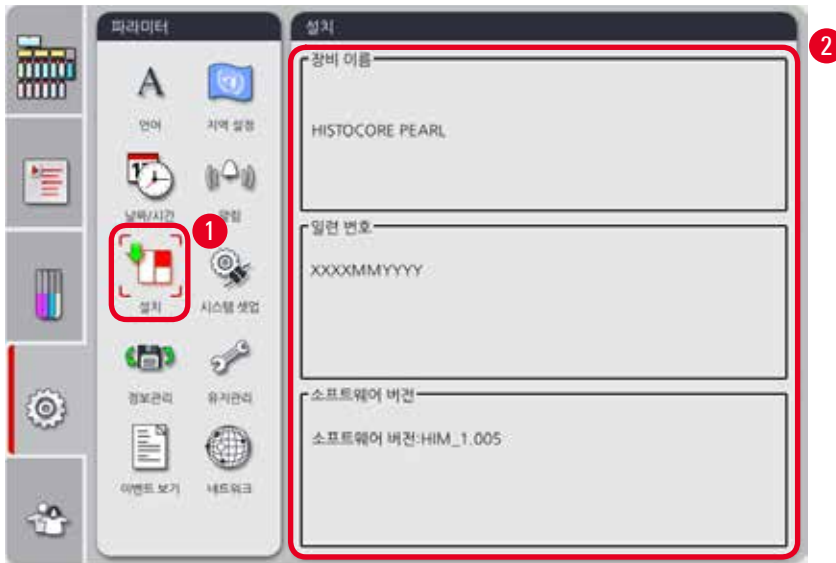 파라미터
설치
2
A
언어
지역 설정
날짜/시간
알림
1
설치
시스템 셋업
정보관리
유지관리
이벤트 보기
네트워크
장비 이름
HISTOCORE PEARL
일련 번호
XXXXMMYYYY
소프트웨어 버전
소프트웨어 버전:HIM_1.005